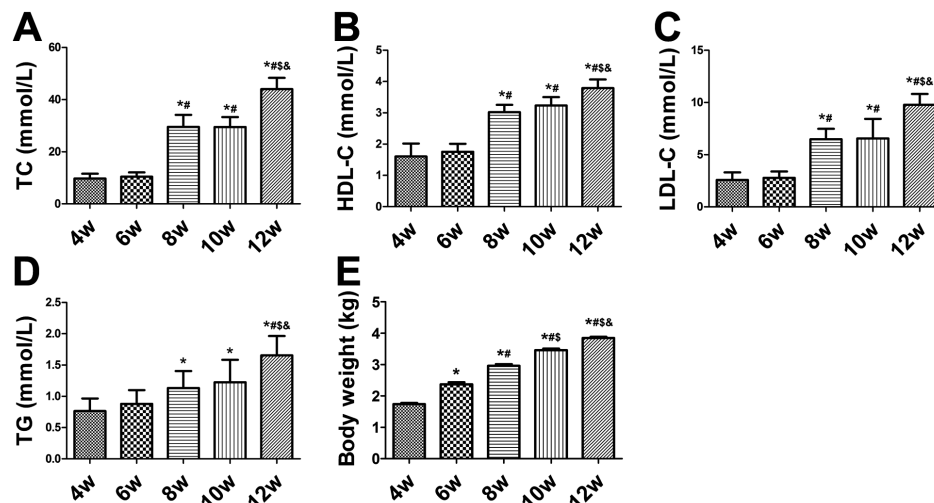 A
TC (mmol/L)
60
40
20
0
*#
*#
*#$&
4w
6w
8w
10w
12w
B
HDL-C (mmol/L)
5
4
3
2
1
0
*#
*#
*#$&
4w
6w
8w
10w
12w
C
LDL-C (mmol/L)
15
10
5
0
*#
*#
*#$&
4w
6w
8w
10w
12w
D
TG (mmol/L)
2.5
2.0
1.5
1.0
0.5
0.0
*
*
*#$&
4w
6w
8w
10w
12w
E
Body weight (kg)
5
4
3
2
1
0
*
*#
*#$
*#$&
4w
6w
8w
10w
12w